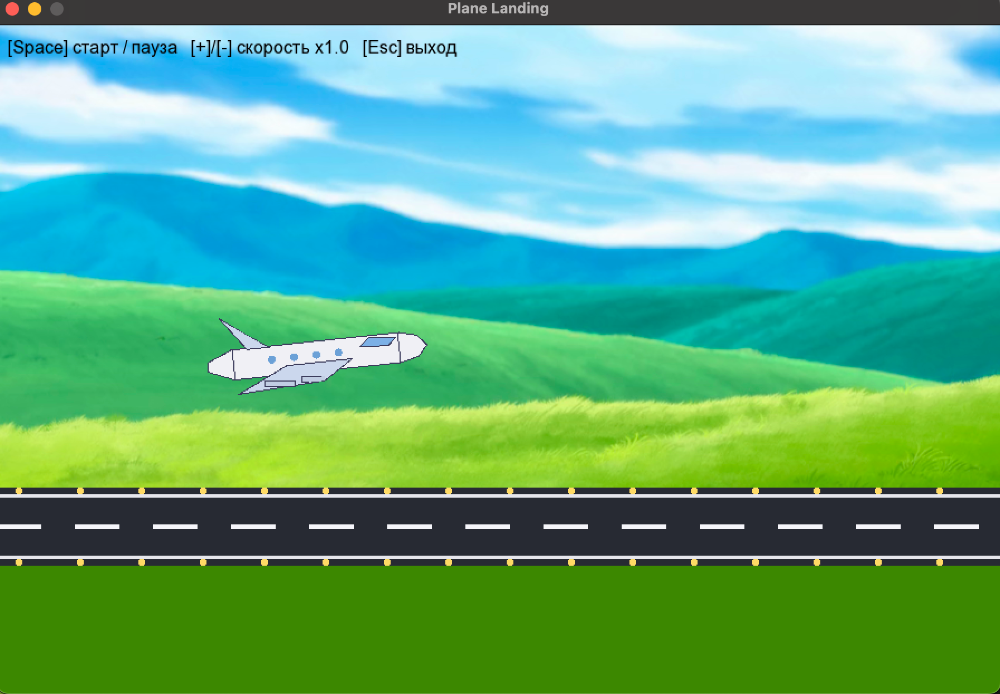 Plane Landing
[Space] старт / пауза [+]/[-] скорость x1.0 [Esc] выход